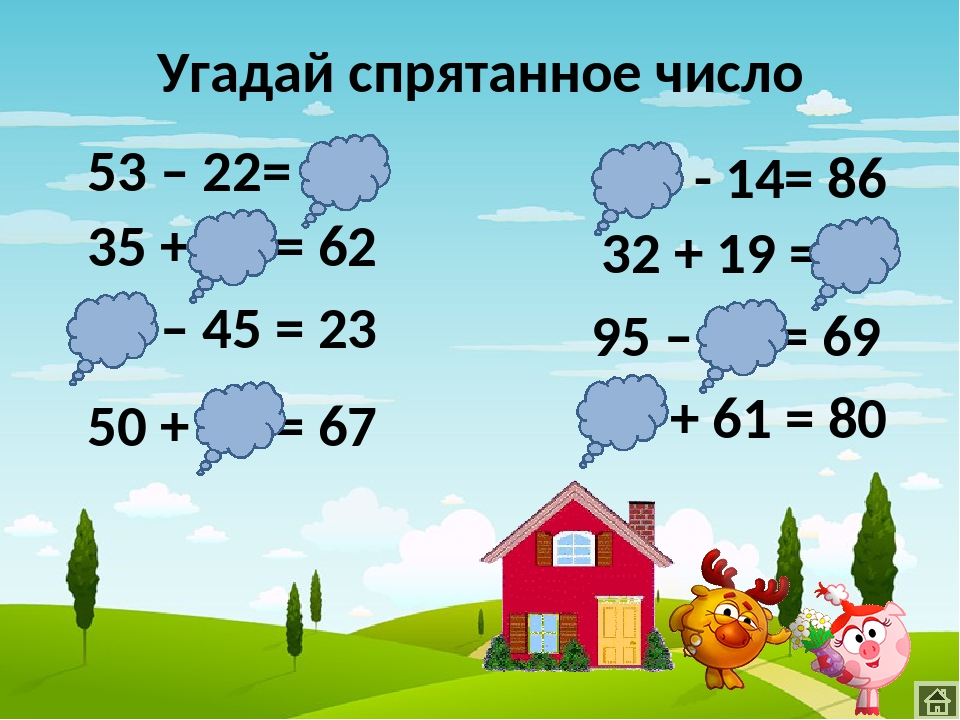 Угадай спрятанное число
53 – 22=
35 + = 62
– 45 = 23
50 + = 67
- 14= 86
32 + 19 =
95 – = 69
+ 61 = 80